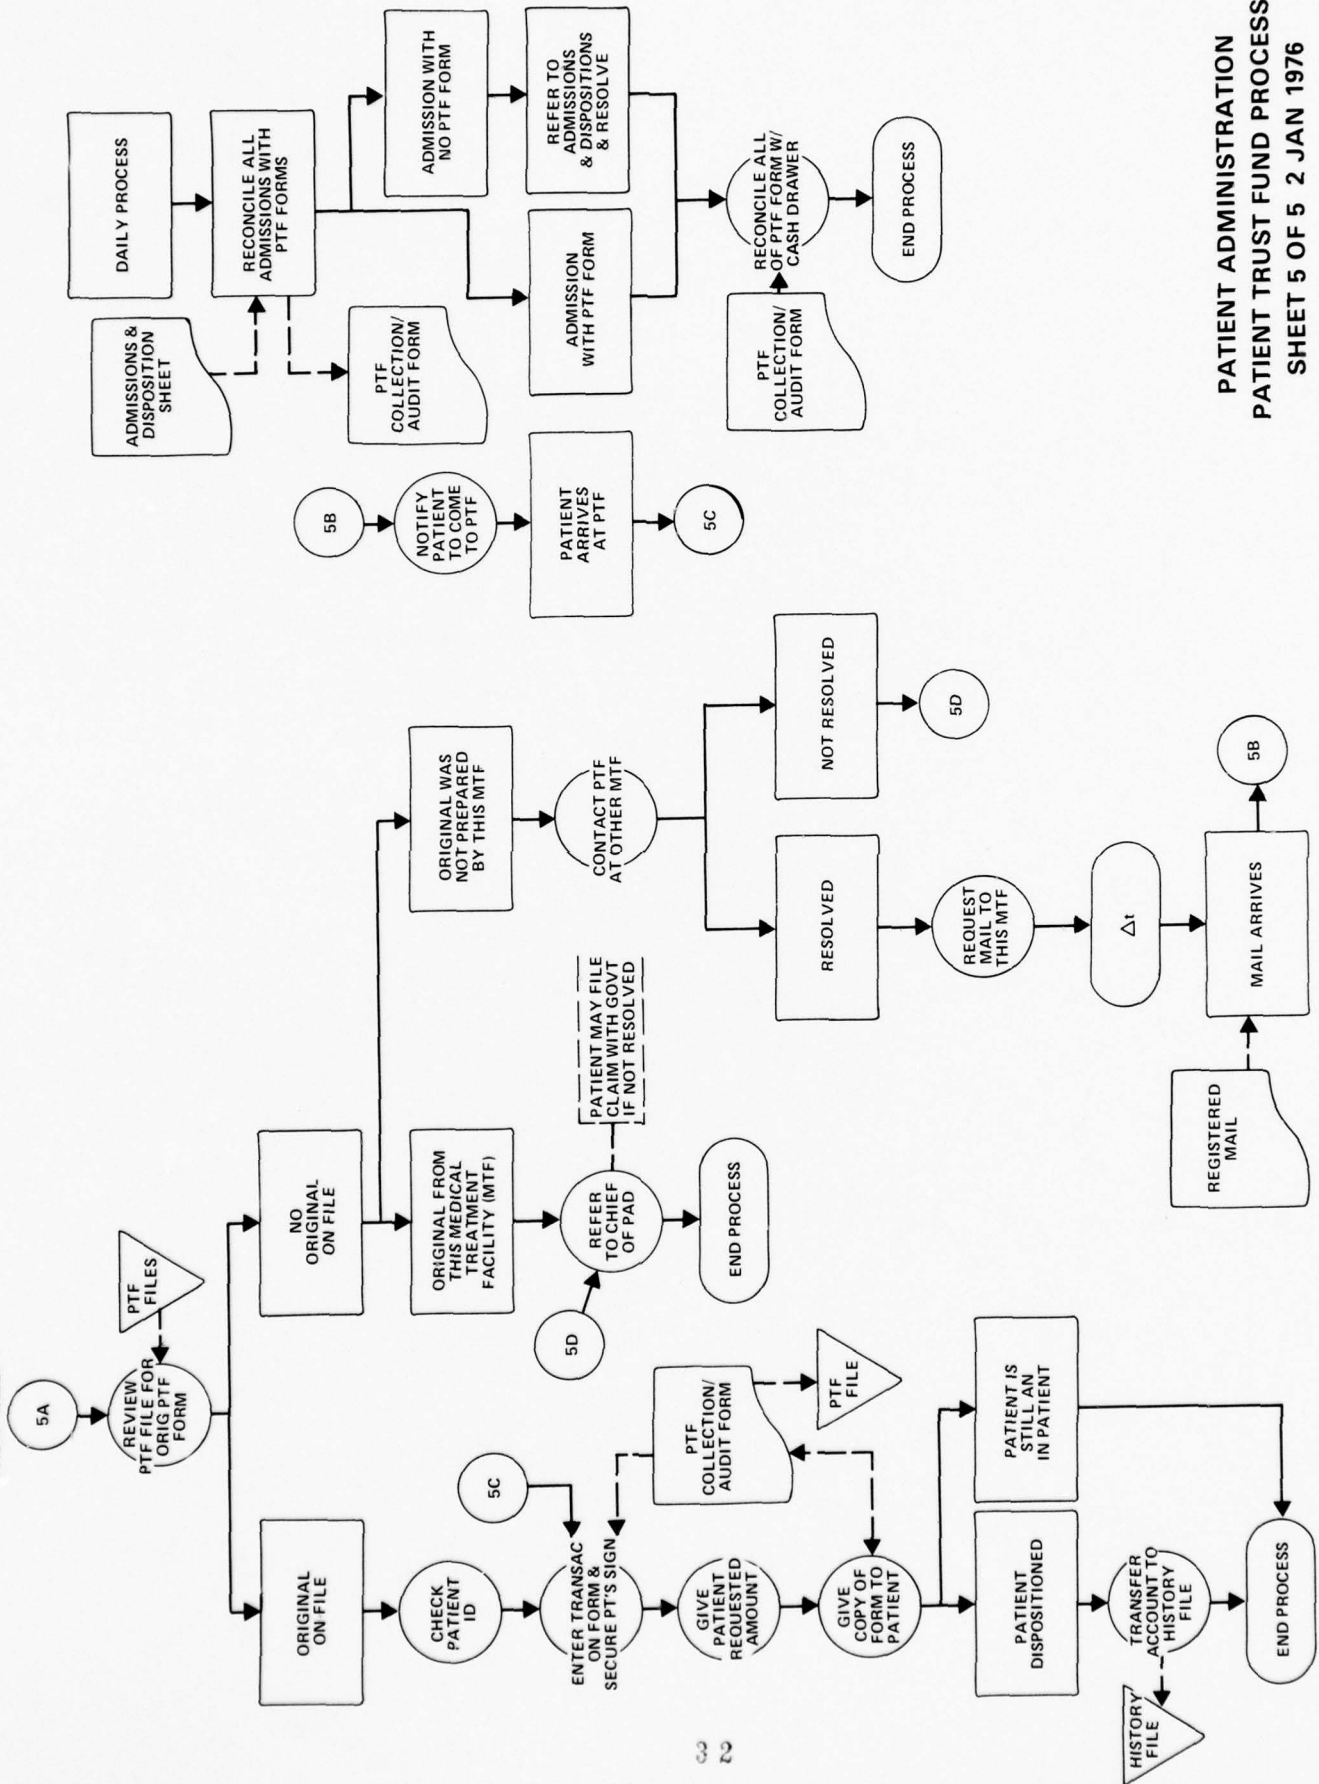 5A
REVIEW
PTF FILE FOR
ORIG PTF
FORM
PTF
FILES
ORIGINAL
ON FILE
NO
ORIGINAL
ON FILE
CHECK
PATIENT
ID
5C
ENTER TRANSAC
ON FORM &
SECURE PT'S SIGN
GIVE
PATIENT
REQUESTED
AMOUNT
GIVE
COPY OF
FORM TO
PATIENT
PTF
COLLECTION/
AUDIT FORM
PTF
FILE
PATIENT
DISPOSITIONED
PATIENT IS
STILL AN
IN PATIENT
TRANSFER
ACCOUNT TO
HISTORY
FILE
HISTORY
FILE
END PROCESS
ORIGINAL FROM
THIS MEDICAL
TREATMENT
FACILITY (MTF)
5D
REFER
TO CHIEF
OF PAD
PATIENT MAY FILE
CLAIM WITH GOVT
IF NOT RESOLVED
END PROCESS
ORIGINAL WAS
NOT PREPARED
BY THIS MTF
CONTACT PTF
AT OTHER MTF
RESOLVED
NOT RESOLVED
5D
REQUEST
MAIL TO
THIS MTF
Δt
REGISTERED
MAIL
MAIL ARRIVES
5B
5B
NOTIFY
PATIENT
TO COME
TO PTF
PATIENT
ARRIVES
AT PTF
5C
DAILY PROCESS
ADMISSIONS &
DISPOSITION
SHEET
RECONCILE ALL
ADMISSIONS WITH
PTF FORMS
PTF
COLLECTION/
AUDIT FORM
ADMISSION WITH
NO PTF FORM
ADMISSION
WITH PTF FORM
REFER TO
ADMISSIONS
& DISPOSITIONS
& RESOLVE
PTF
COLLECTION/
AUDIT FORM
RECONCILE ALL
OF PTF FORM W/
CASH DRAWER
END PROCESS
PATIENT ADMINISTRATION
PATIENT TRUST FUND PROCESS
SHEET 5 OF 5 2 JAN 1976
32